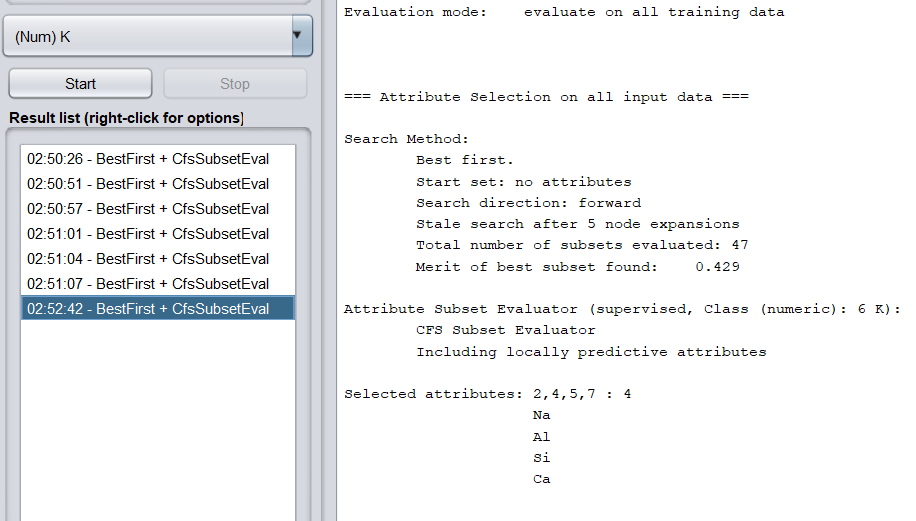 (Num) K
Start
Stop
Result list (right-click for options)
02:50:26 - BestFirst + CfsSubsetEval
02:50:51 - BestFirst + CfsSubsetEval
02:50:57 - BestFirst + CfsSubsetEval
02:51:01 - BestFirst + CfsSubsetEval
02:51:04 - BestFirst + CfsSubsetEval
02:51:07 - BestFirst + CfsSubsetEval
02:52:42 - BestFirst + CfsSubsetEval
Evaluation mode:    evaluate on all training data
=== Attribute Selection on all input data ===
Search Method:
Best first.
Start set: no attributes
Search direction: forward
Stale search after 5 node expansions
Total number of subsets evaluated: 47
Merit of best subset found:    0.429
Attribute Subset Evaluator (supervised, Class (numeric): 6 K):
CFS Subset Evaluator
Including locally predictive attributes
Selected attributes: 2,4,5,7 : 4
Na
Al
Si
Ca